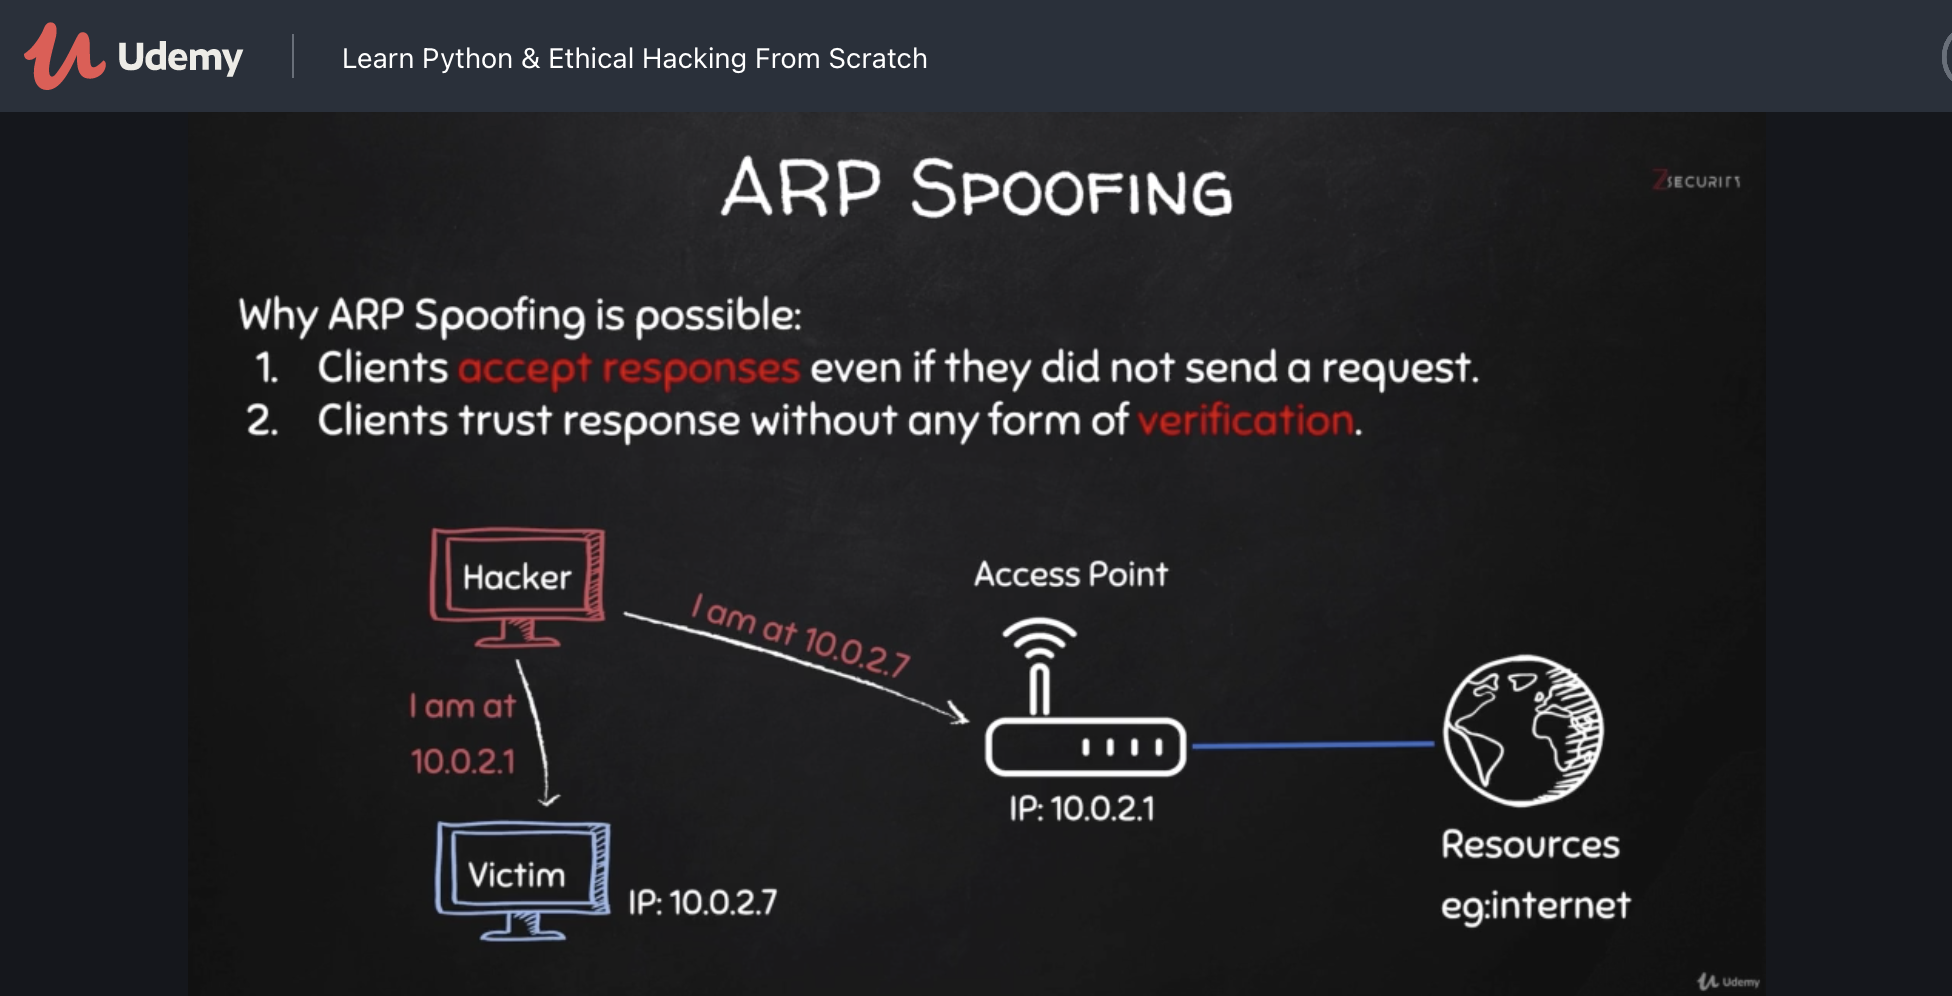 Udemy
Learn Python & Ethical Hacking From Scratch
ARP SPOOFING
ZSECURITY
Why ARP Spoofing is possible:
1. Clients accept responses even if they did not send a request.
2. Clients trust response without any form of verification.
Hacker
I am at 10.0.2.7
Access Point
I am at
10.0.2.1
IP: 10.0.2.1
Victim
IP: 10.0.2.7
Resources
eg:internet
Udemy